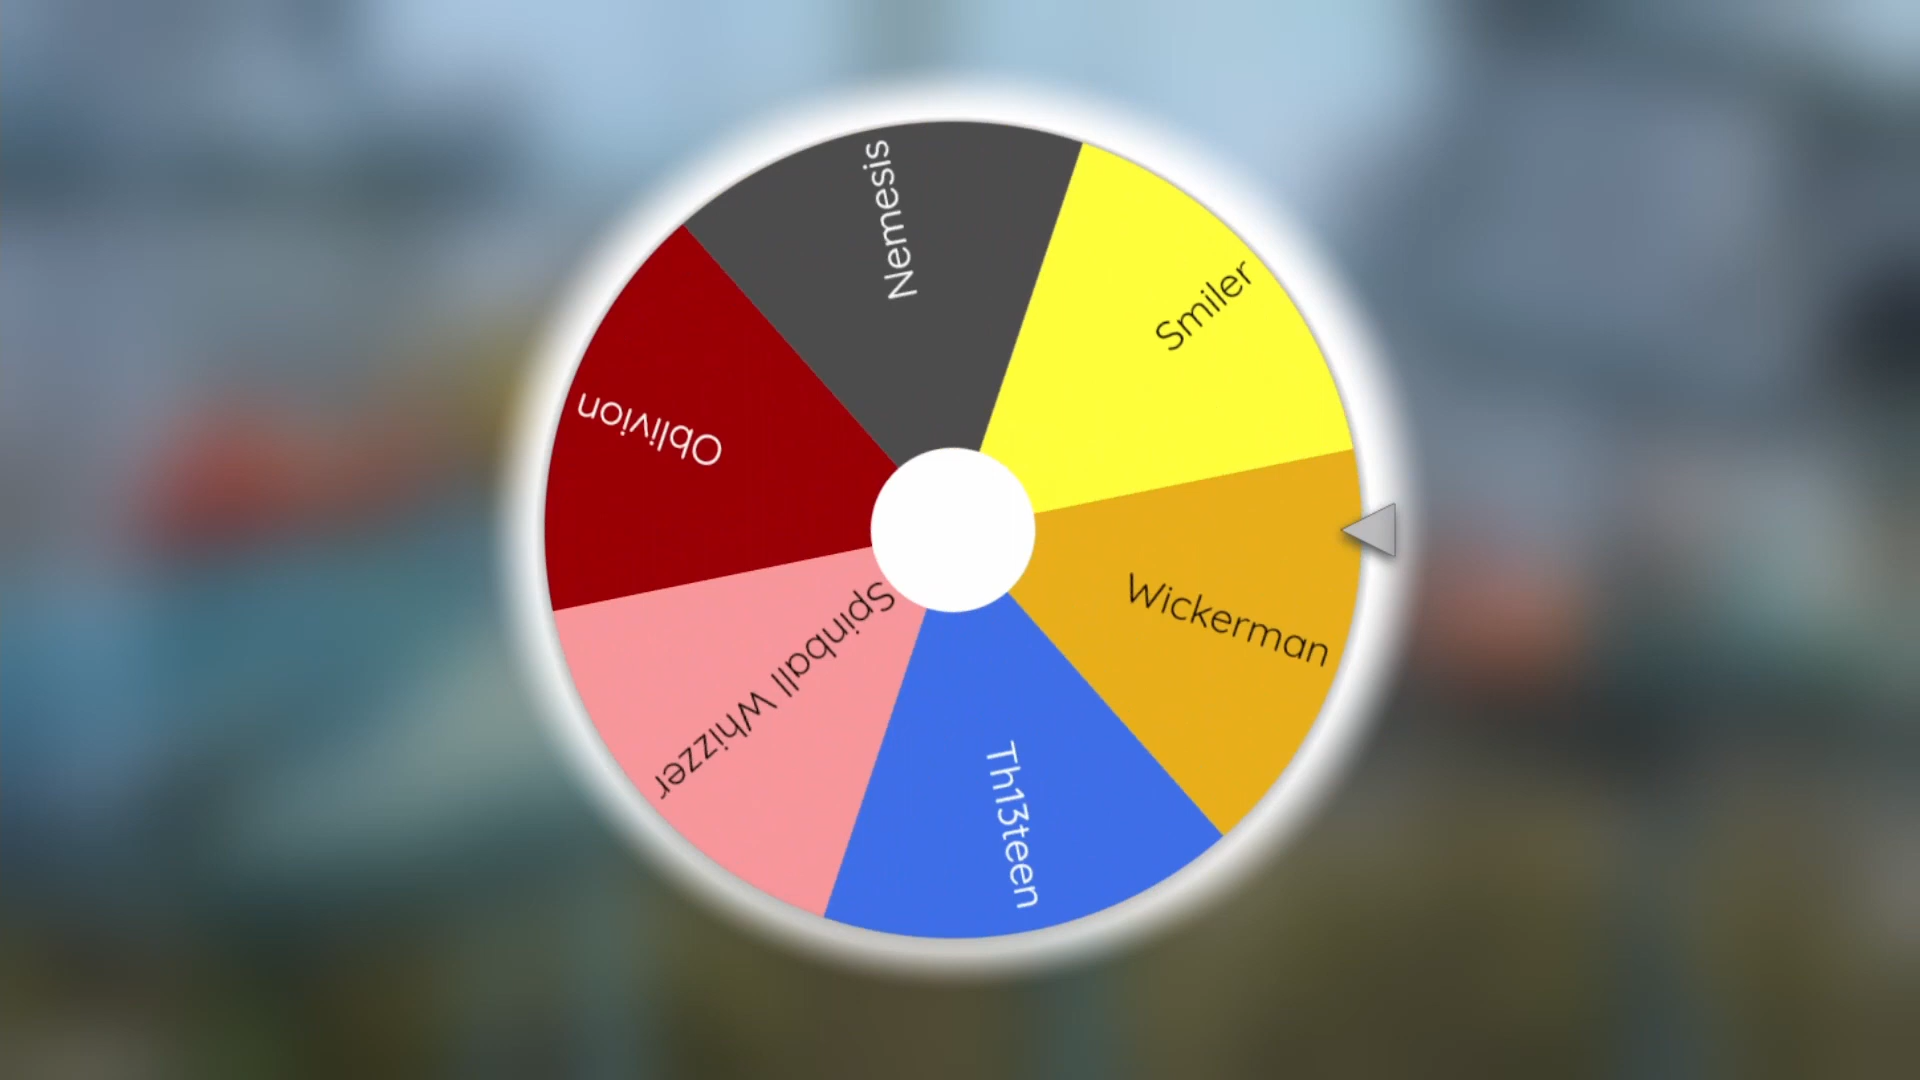 Nemesis
Smiler
Wickerman
Th13teen
Spinball Whizzer
Oblivion